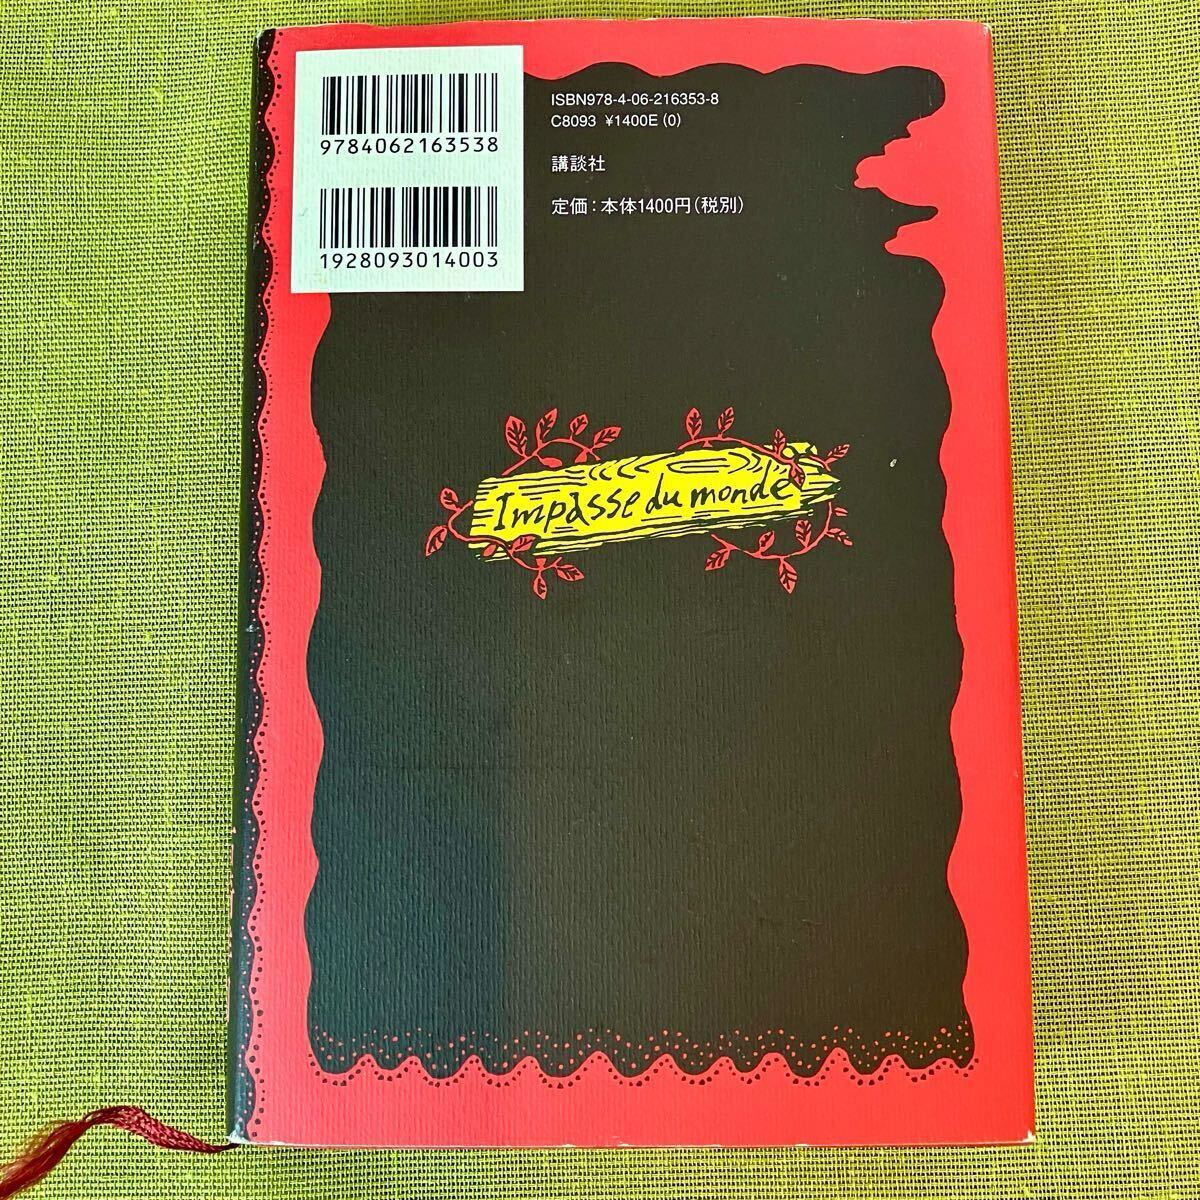 9784062163538
1928093014003
ISBN978-4-06-216353-8
C8093 ¥1400E (0)
講談社
定価：本体1400円（税別）
Impasse du monde